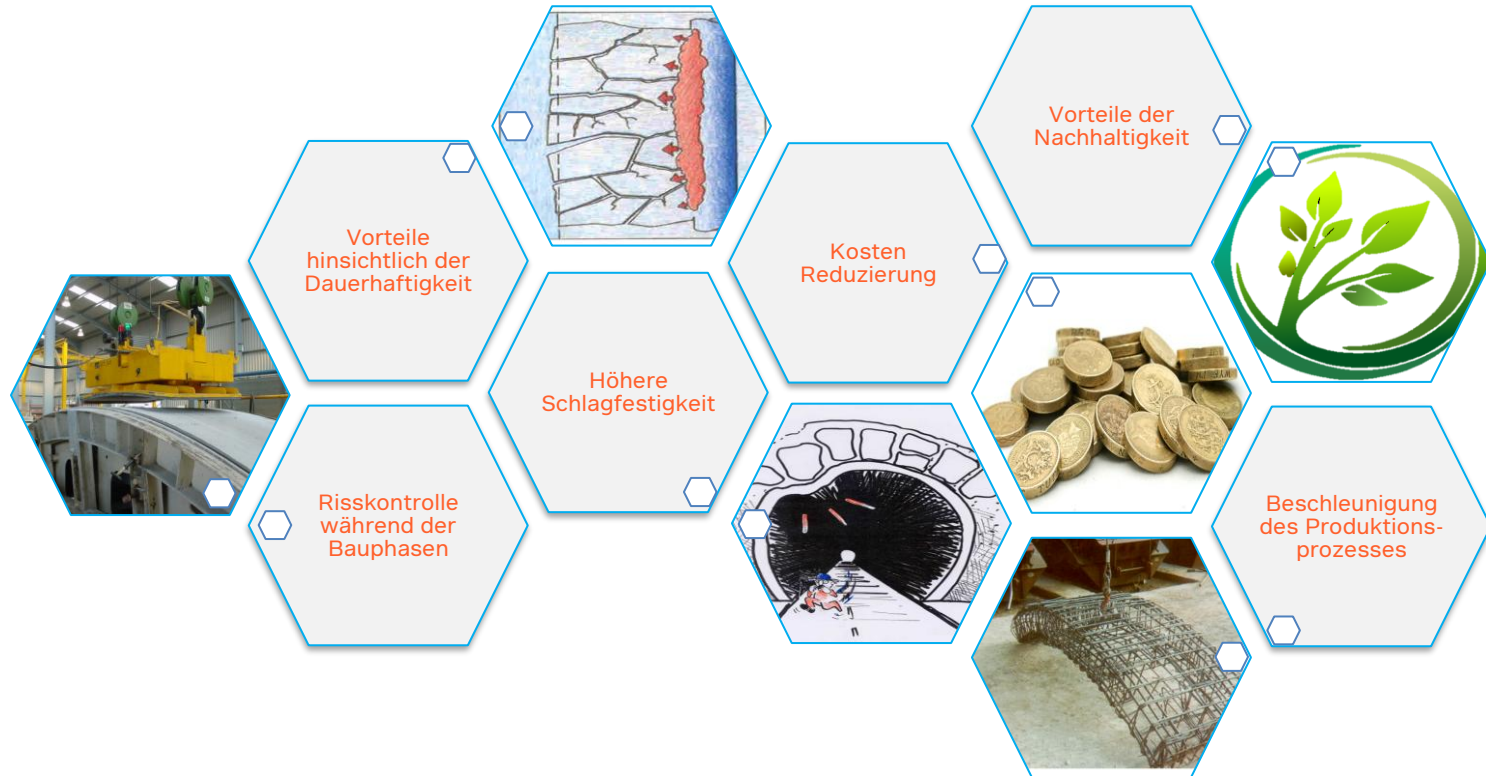 Vorteile
hinsichtlich der
Dauerhaftigkeit
Risskontrolle
während der
Bauphasen
Höhere
Schlagfestigkeit
Kosten
Reduzierung
Vorteile der
Nachhaltigkeit
Beschleunigung
des Produktions-
prozesses